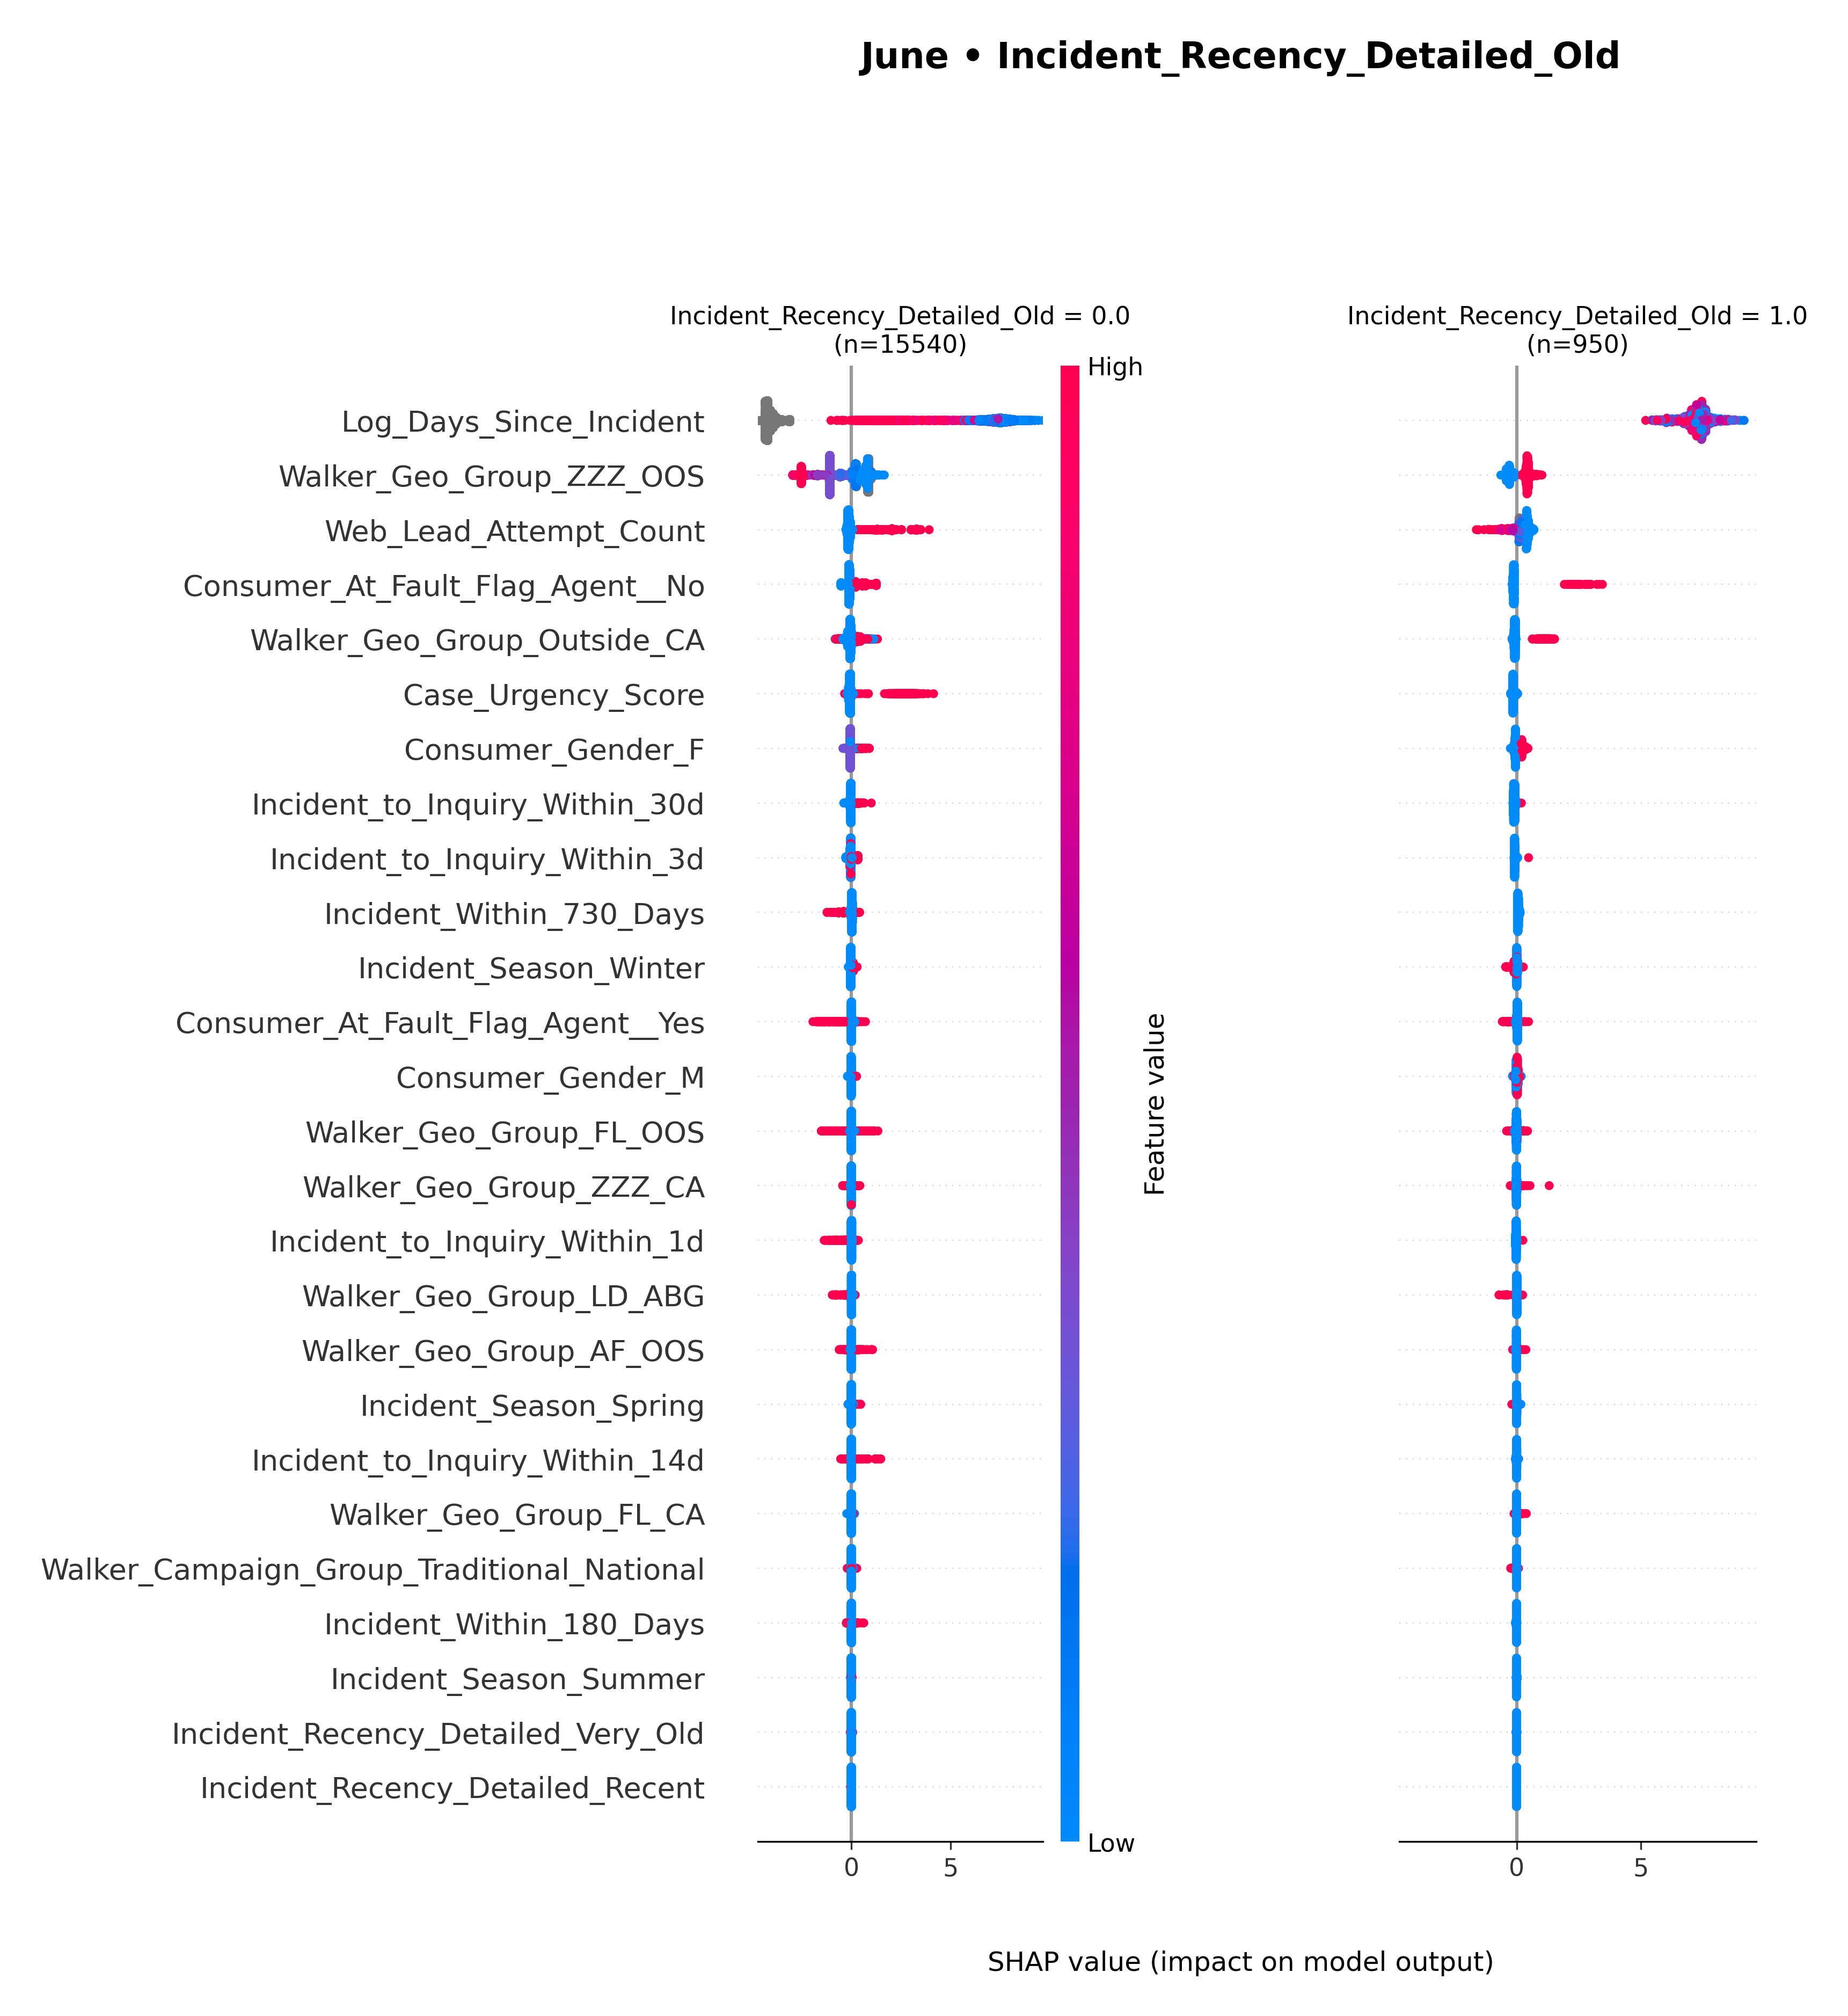 June • Incident_Recency_Detailed_Old
Incident_Recency_Detailed_Old = 0.0
(n=15540)
Incident_Recency_Detailed_Old = 1.0
(n=950)
High
Log_Days_Since_Incident
Walker_Geo_Group_ZZZ_OOS
Web_Lead_Attempt_Count
Consumer_At_Fault_Flag_Agent__No
Walker_Geo_Group_Outside_CA
Case_Urgency_Score
Consumer_Gender_F
Incident_to_Inquiry_Within_30d
Incident_to_Inquiry_Within_3d
Incident_Within_730_Days
Incident_Season_Winter
Consumer_At_Fault_Flag_Agent__Yes
Consumer_Gender_M
Walker_Geo_Group_FL_OOS
Walker_Geo_Group_ZZZ_CA
Incident_to_Inquiry_Within_1d
Walker_Geo_Group_LD_ABG
Walker_Geo_Group_AF_OOS
Incident_Season_Spring
Incident_to_Inquiry_Within_14d
Walker_Geo_Group_FL_CA
Walker_Campaign_Group_Traditional_National
Incident_Within_180_Days
Incident_Season_Summer
Incident_Recency_Detailed_Very_Old
Incident_Recency_Detailed_Recent
Feature value
Low
0 5
0 5
SHAP value (impact on model output)